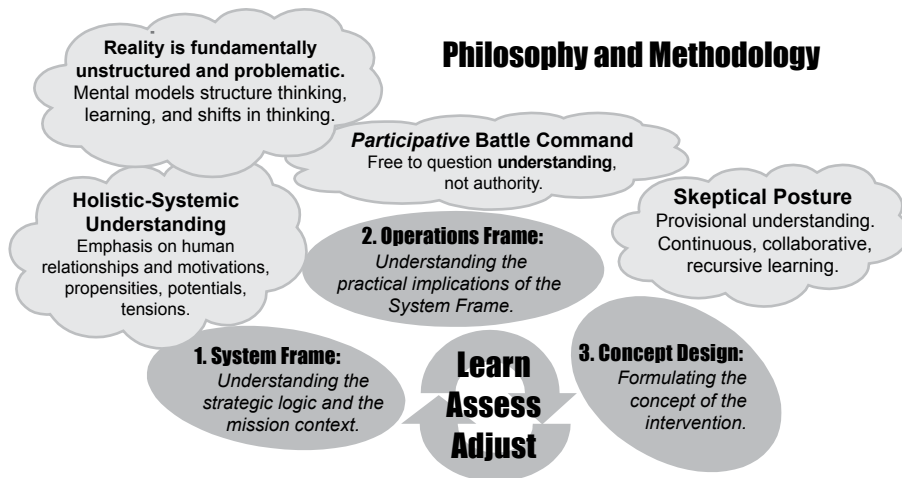 Philosophy and Methodology
Reality is fundamentally
unstructured and problematic.
Mental models structure thinking,
learning, and shifts in thinking.
Participative Battle Command
Free to question understanding,
not authority.
Holistic-Systemic
Understanding
Emphasis on human
relationships and motivations,
propensities, potentials,
tensions.
Skeptical Posture
Provisional understanding.
Continuous, collaborative,
recursive learning.
2. Operations Frame:
Understanding the
practical implications of the
System Frame.
1. System Frame:
Understanding the
strategic logic and the
mission context.
Learn
Assess
Adjust
3. Concept Design:
Formulating the
concept of the
intervention.